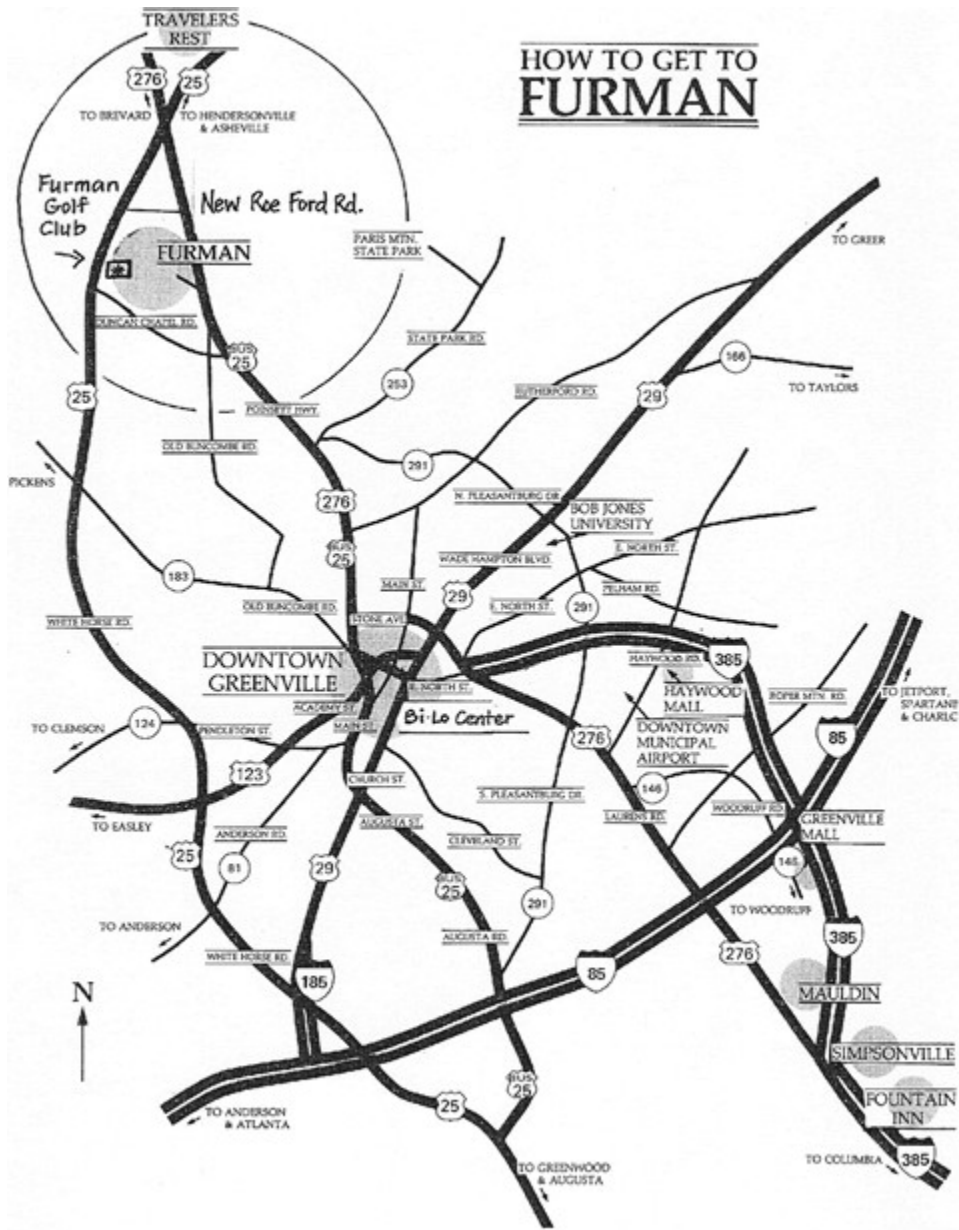 TRAVELERS
REST
HOW TO GET TO
FURMAN
276
25
TO BREVARD
TO HENDERSONVILLE
& ASHEVILLE
Furman
Golf
Club
New Roe Ford Rd.
FURMAN
PARIS MTN.
STATE PARK
TO GREER
DUNCAN CHAPEL RD.
BUS
25
STATE PARK RD.
253
166
TO TAYLORS
25
29
RUTHERFORD RD.
POINSETT HWY.
OLD BUNCOMBE RD.
291
PICKENS
276
N. PLEASANTBURG DR.
BOB JONES
UNIVERSITY
BUS
25
WADE HAMPTON BLVD.
E. NORTH ST.
183
MAIN ST.
29
PELHAM RD.
OLD BUNCOMBE RD.
E. NORTH ST.
291
WHITE HORSE RD.
STONE AVE.
DOWNTOWN
GREENVILLE
HAYWOOD RD.
385
E. NORTH ST.
HAYWOOD
MALL
ROPER MTN. RD.
TO JETPORT,
SPARTANB
& CHARLC
ACADEMY ST.
MAIN ST.
Bi-Lo Center
TO CLEMSON
124
PENDLETON ST.
276
DOWNTOWN
MUNICIPAL
AIRPORT
85
123
CHURCH ST
146
S. PLEASANTBURG DR.
LAURENS RD.
WOODRUFF RD.
GREENVILLE
MALL
TO EASLEY
AUGUSTA ST.
ANDERSON RD.
CLEVELAND ST.
25
81
29
BUS
25
291
TO WOODRUFF
TO ANDERSON
AUGUSTA RD.
276
385
WHITE HORSE RD.
185
85
N
MAULDIN
SIMPSONVILLE
BUS
25
25
FOUNTAIN
INN
TO ANDERSON
& ATLANTA
TO GREENWOOD
& AUGUSTA
TO COLUMBIA
385